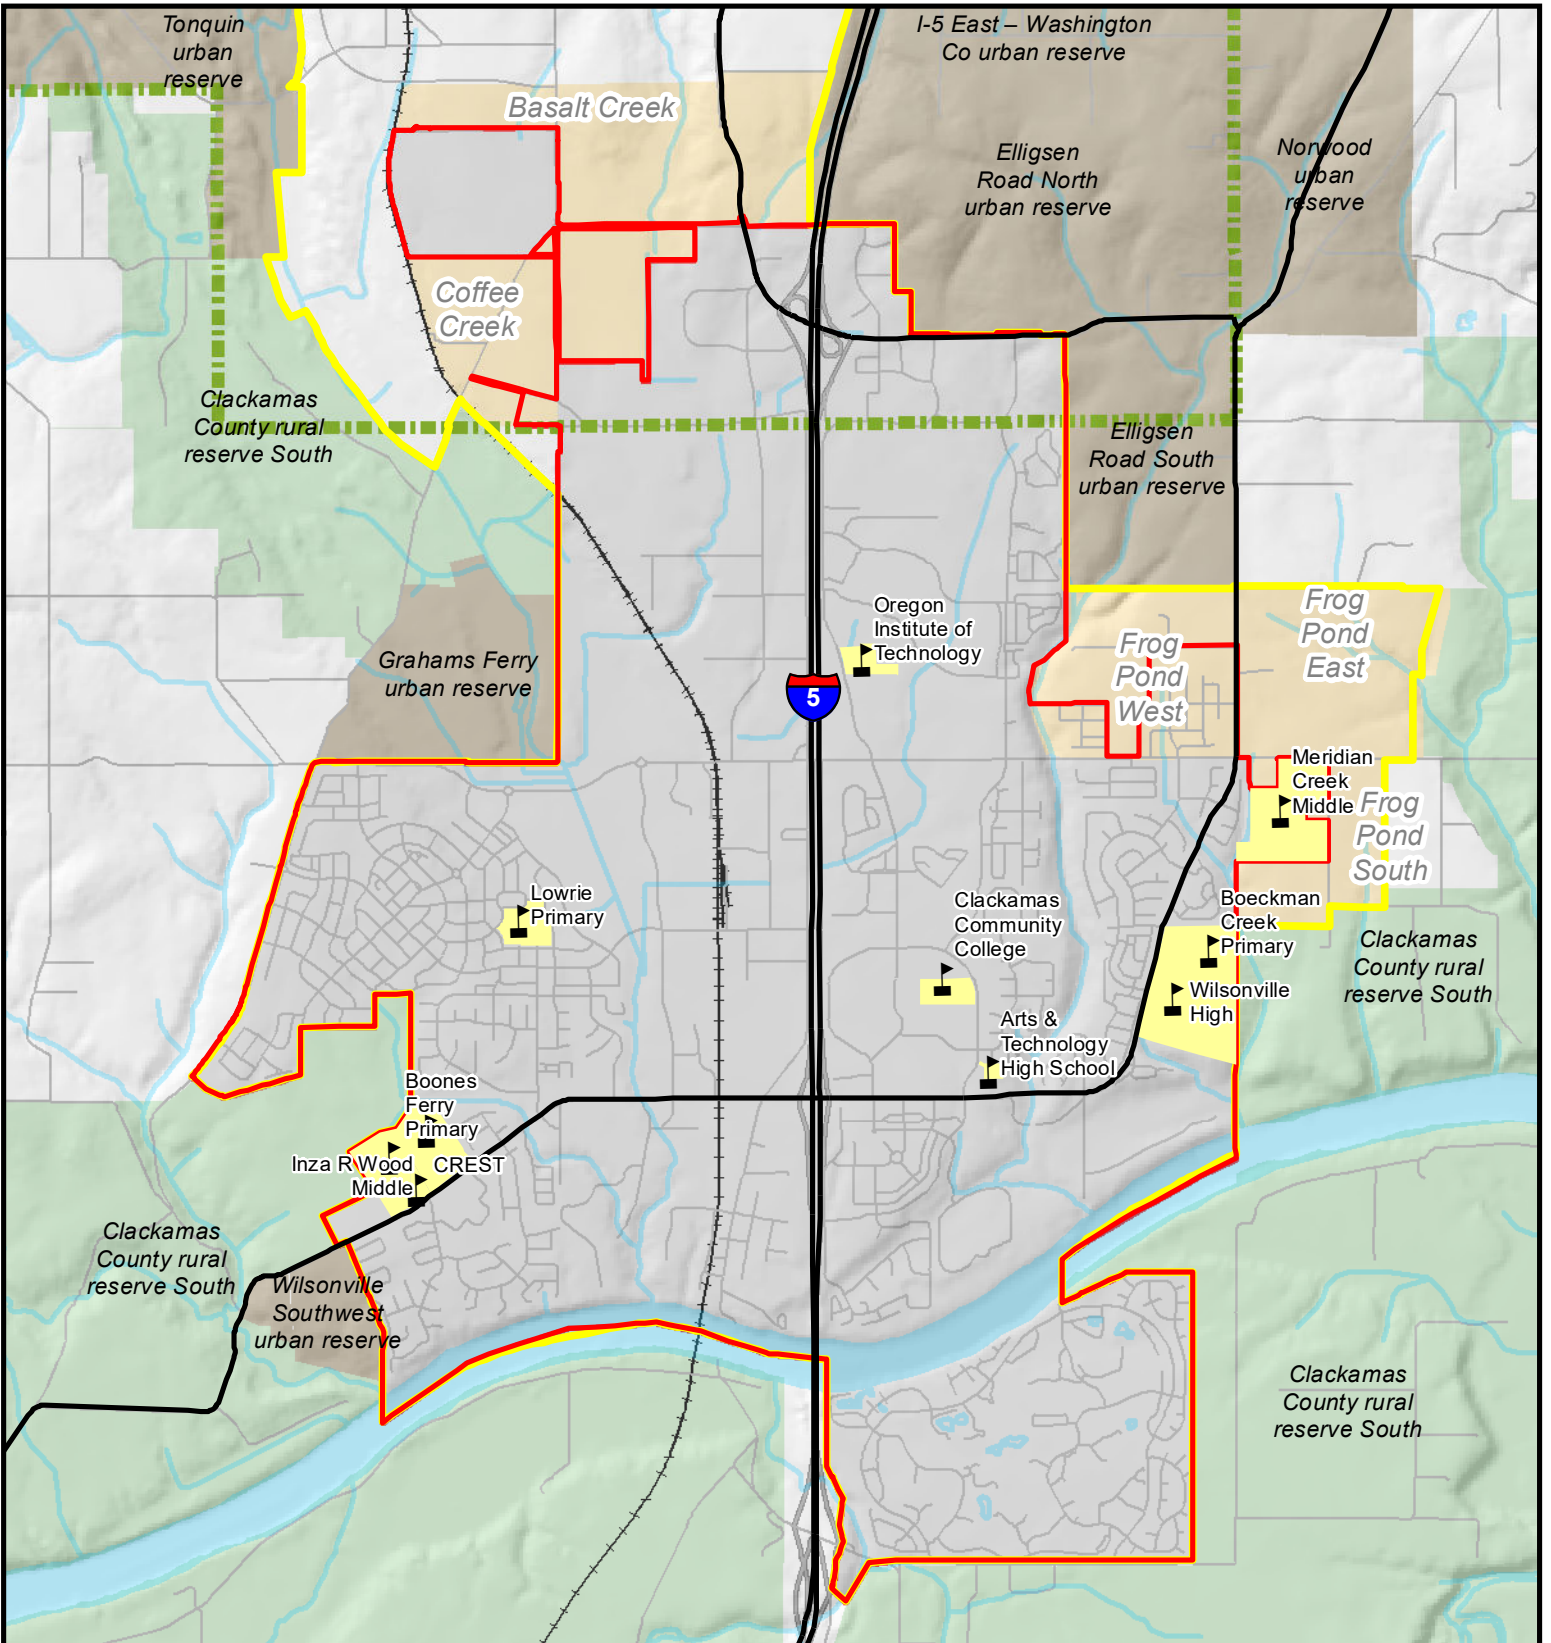 Tonquin
urban
reserve
I-5 East – Washington
Co urban reserve
Basalt Creek
Elligsen
Road North
urban reserve
Norwood
urban
reserve
Coffee
Creek
Clackamas
County rural
reserve South
Elligsen
Road South
urban reserve
Oregon
Institute of
Technology
Frog
Pond
East
Frog
Pond
West
Grahams Ferry
urban reserve
5
Meridian
Creek
Middle
Frog
Pond
South
Lowrie
Primary
Clackamas
Community
College
Boeckman
Creek
Primary
Clackamas
County rural
reserve South
Wilsonville
High
Arts &
Technology
High School
Boones
Ferry
Primary
Inza R Wood
Middle
CREST
Clackamas
County rural
reserve South
Wilsonville
Southwest
urban reserve
Clackamas
County rural
reserve South